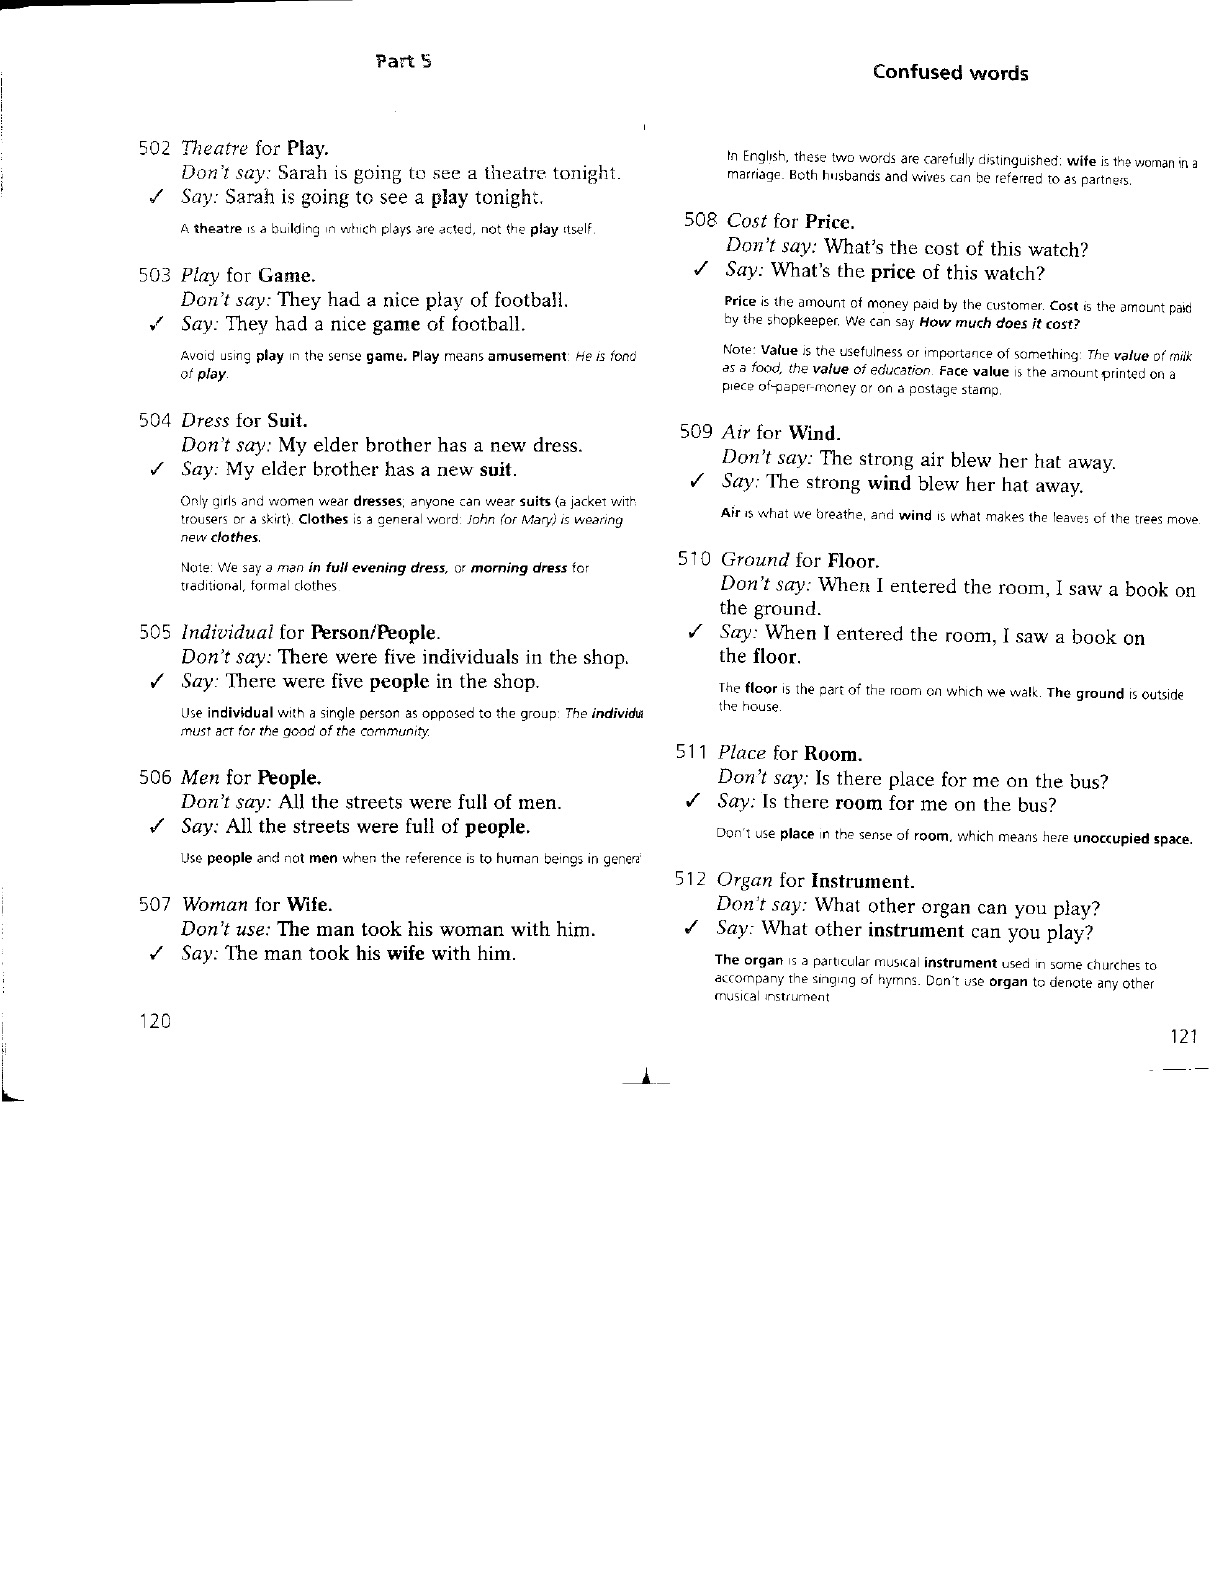 Part 5
502 Theatre for Play.
Don't say: Sarah is going to see a theatre tonight.
✓ Say: Sarah is going to see a play tonight.
A theatre is a building in which plays are acted, not the play itself.
503 Play for Game.
Don't say: They had a nice play of football.
✓ Say: They had a nice game of football.
Avoid using play in the sense game. Play means amusement: He is fond
of play.
504 Dress for Suit.
Don't say: My elder brother has a new dress.
✓ Say: My elder brother has a new suit.
Only girls and women wear dresses; anyone can wear suits (a jacket with
trousers or a skirt). Clothes is a general word: John (or Mary) is wearing
new clothes.
Note: We say a man in full evening dress, or morning dress for
traditional, formal clothes.
505 Individual for Person/People.
Don't say: There were five individuals in the shop.
✓ Say: There were five people in the shop.
Use individual with a single person as opposed to the group: The individu
must act for the good of the community.
506 Men for People.
Don't say: All the streets were full of men.
✓ Say: All the streets were full of people.
Use people and not men when the reference is to human beings in genera
507 Woman for Wife.
Don't use: The man took his woman with him.
✓ Say: The man took his wife with him.
120
Confused words
In English, these two words are carefully distinguished: wife is the woman in a
marriage. Both husbands and wives can be referred to as partners.
508 Cost for Price.
Don't say: What's the cost of this watch?
✓ Say: What's the price of this watch?
Price is the amount of money paid by the customer. Cost is the amount paid
by the shopkeeper. We can say How much does it cost?
Note: Value is the usefulness or importance of something: The value of milk
as a food, the value of education. Face value is the amount printed on a
piece of paper money or on a postage stamp.
509 Air for Wind.
Don't say: The strong air blew her hat away.
✓ Say: The strong wind blew her hat away.
Air is what we breathe, and wind is what makes the leaves of the trees move.
510 Ground for Floor.
Don't say: When I entered the room, I saw a book on
the ground.
✓ Say: When I entered the room, I saw a book on
the floor.
The floor is the part of the room on which we walk. The ground is outside
the house.
511 Place for Room.
Don't say: Is there place for me on the bus?
✓ Say: Is there room for me on the bus?
Don't use place in the sense of room, which means here unoccupied space.
512 Organ for Instrument.
Don't say: What other organ can you play?
✓ Say: What other instrument can you play?
The organ is a particular musical instrument used in some churches to
accompany the singing of hymns. Don't use organ to denote any other
musical instrument
121